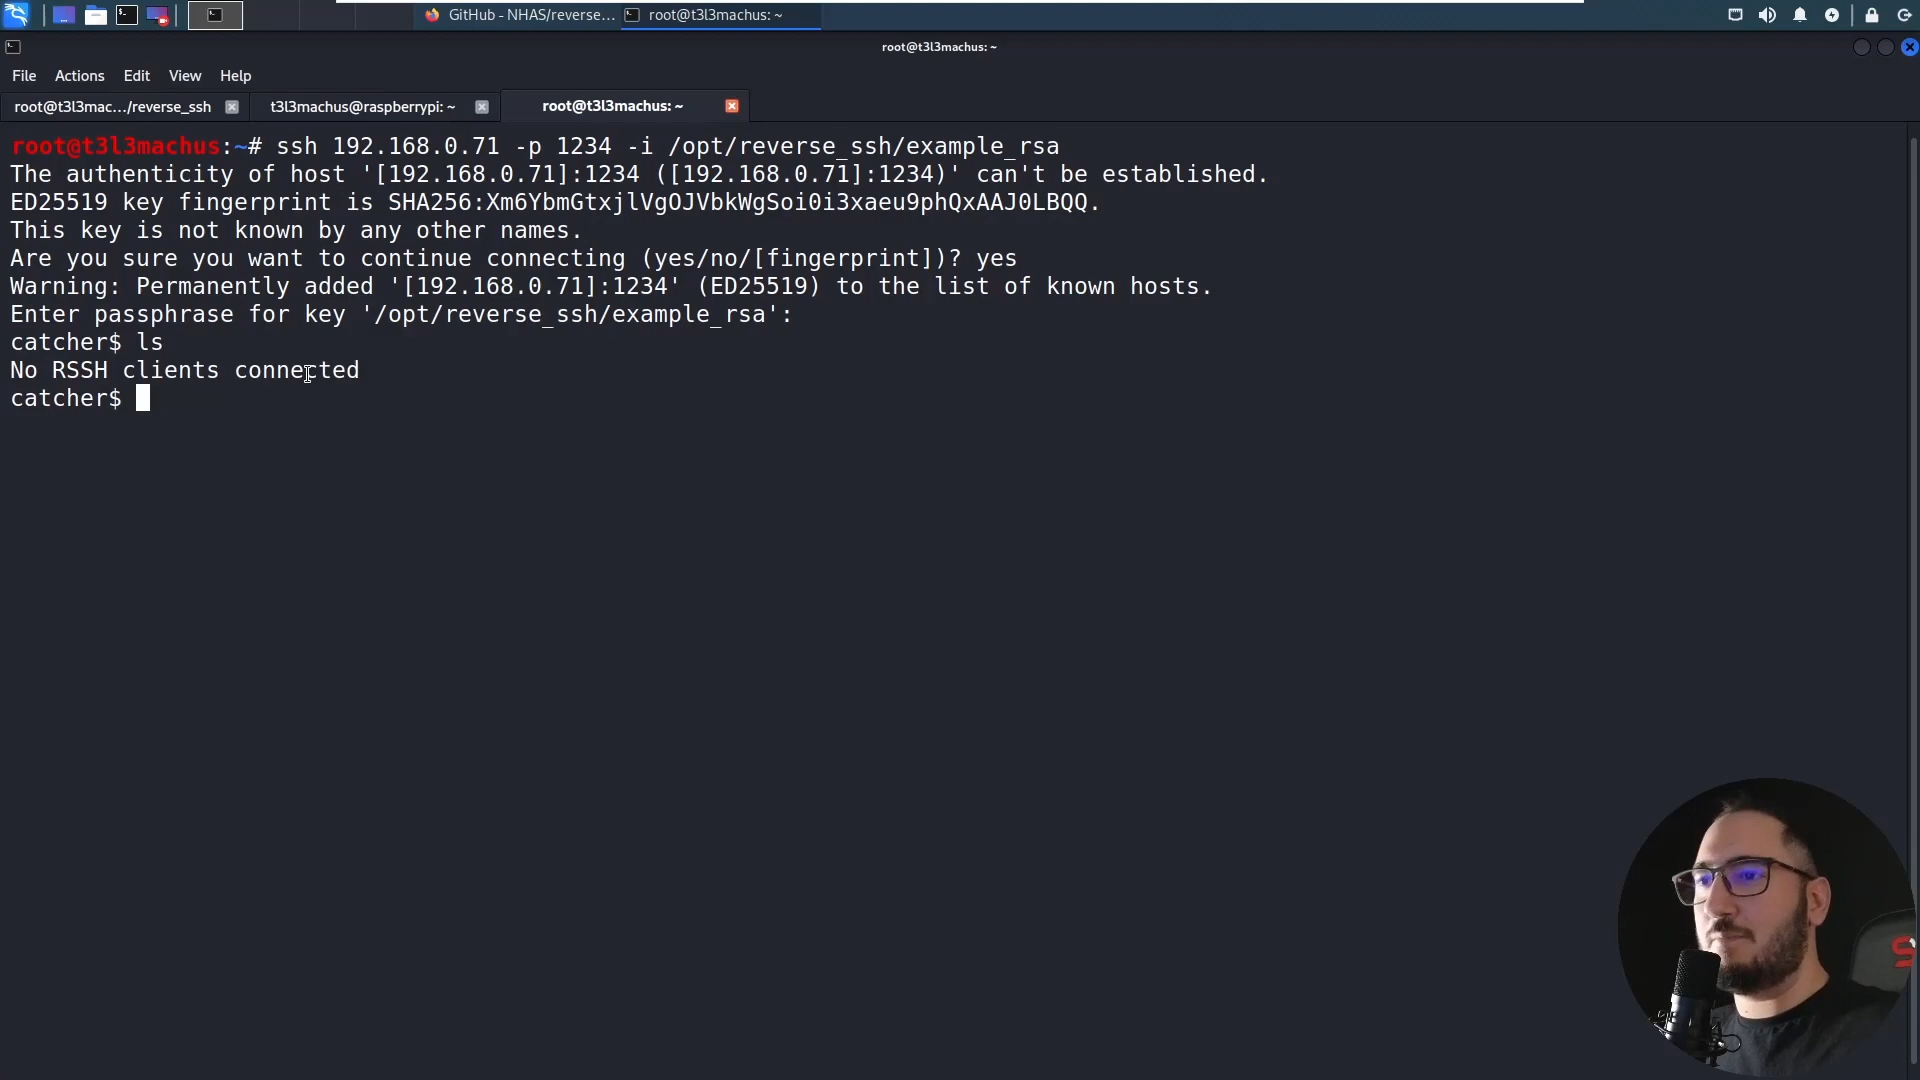 GitHub - NHAS/reverse...
root@t3l3machus: ~
root@t3l3machus: ~
File Actions Edit View Help
root@t3l3mac.../reverse_ssh
t3l3machus@raspberrypi: ~
root@t3l3machus: ~
root@t3l3machus:~# ssh 192.168.0.71 -p 1234 -i /opt/reverse_ssh/example_rsa
The authenticity of host '[192.168.0.71]:1234 ([192.168.0.71]:1234)' can't be established.
ED25519 key fingerprint is SHA256:Xm6YbmGtxjlVgOJVbkWgSoi0i3xaeu9phQxAAJ0LBQQ.
This key is not known by any other names.
Are you sure you want to continue connecting (yes/no/[fingerprint])? yes
Warning: Permanently added '[192.168.0.71]:1234' (ED25519) to the list of known hosts.
Enter passphrase for key '/opt/reverse_ssh/example_rsa':
catcher$ ls
No RSSH clients connected
catcher$